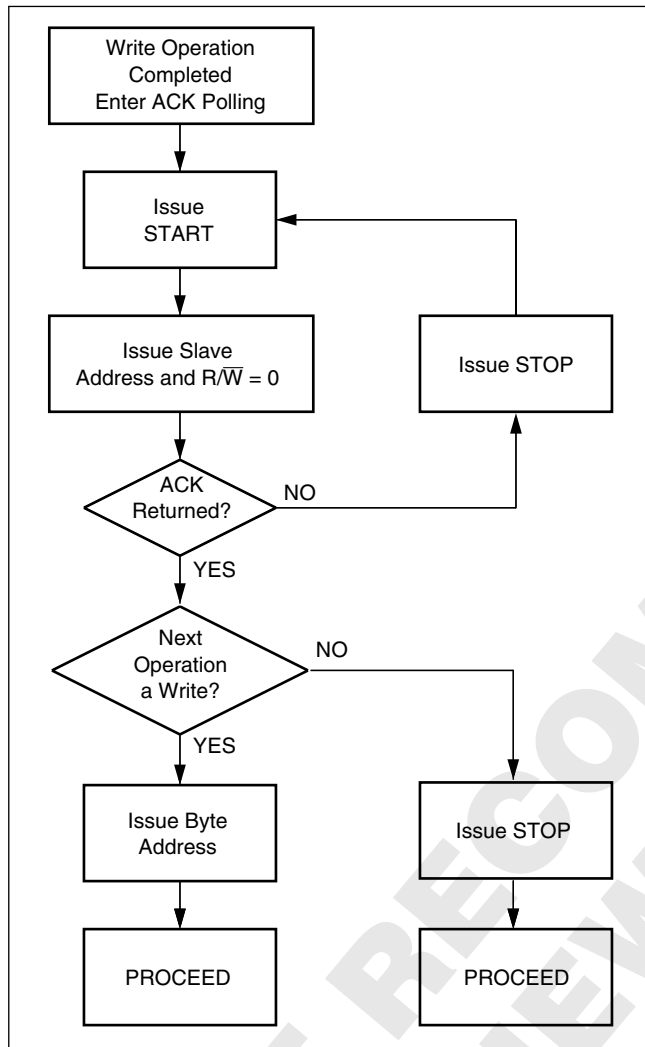 Write Operation
Completed
Enter ACK Polling
Issue
START
Issue Slave
Address and R/W̅ = 0
Issue STOP
ACK
Returned?
NO
YES
Next
Operation
a Write?
NO
YES
Issue Byte
Address
Issue STOP
PROCEED
PROCEED